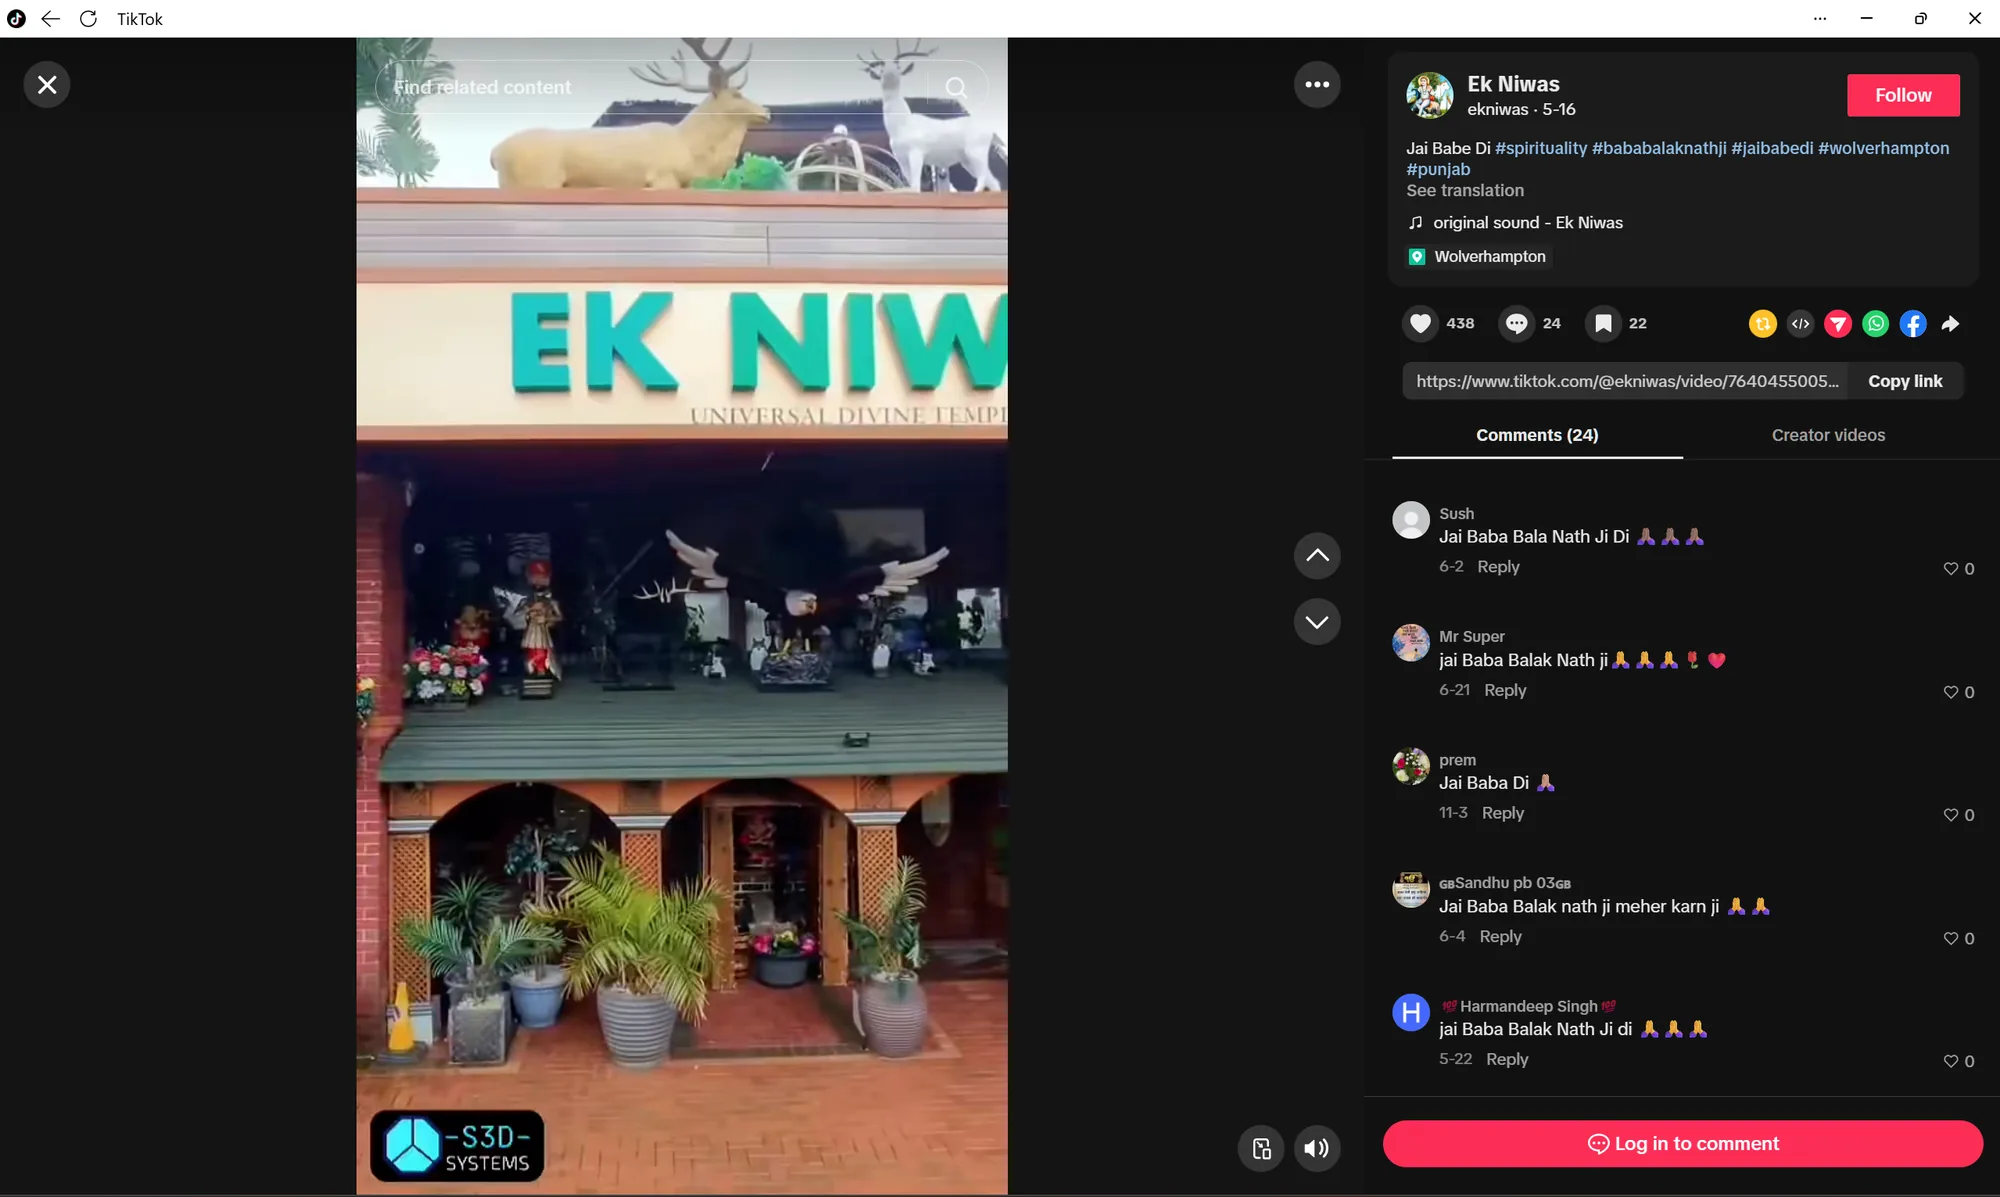 TikTok
Find related content
EK NIW
UNIVERSAL DIVINE TEMPL
-S3D-
SYSTEMS
Ek Niwas
ekniwas · 5-16
Follow
Jai Babe Di #spirituality #bababalaknathji #jaibabedi #wolverhampton
#punjab
See translation
original sound - Ek Niwas
Wolverhampton
438
24
22
https://www.tiktok.com/@ekniwas/video/7640455005...
Copy link
Comments (24)
Creator videos
Sush
Jai Baba Bala Nath Ji Di 🙏🏽🙏🏽🙏🏽
6-2 Reply
0
Mr Super
jai Baba Balak Nath ji🙏🙏🙏🌹❤️
6-21 Reply
0
prem
Jai Baba Di 🙏🏼
11-3 Reply
0
🇬🇧Sandhu pb 03🇬🇧
Jai Baba Balak nath ji meher karn ji 🙏🙏
6-4 Reply
0
H
💯Harmandeep Singh💯
jai Baba Balak Nath Ji di 🙏🙏🙏
5-22 Reply
0
Log in to comment